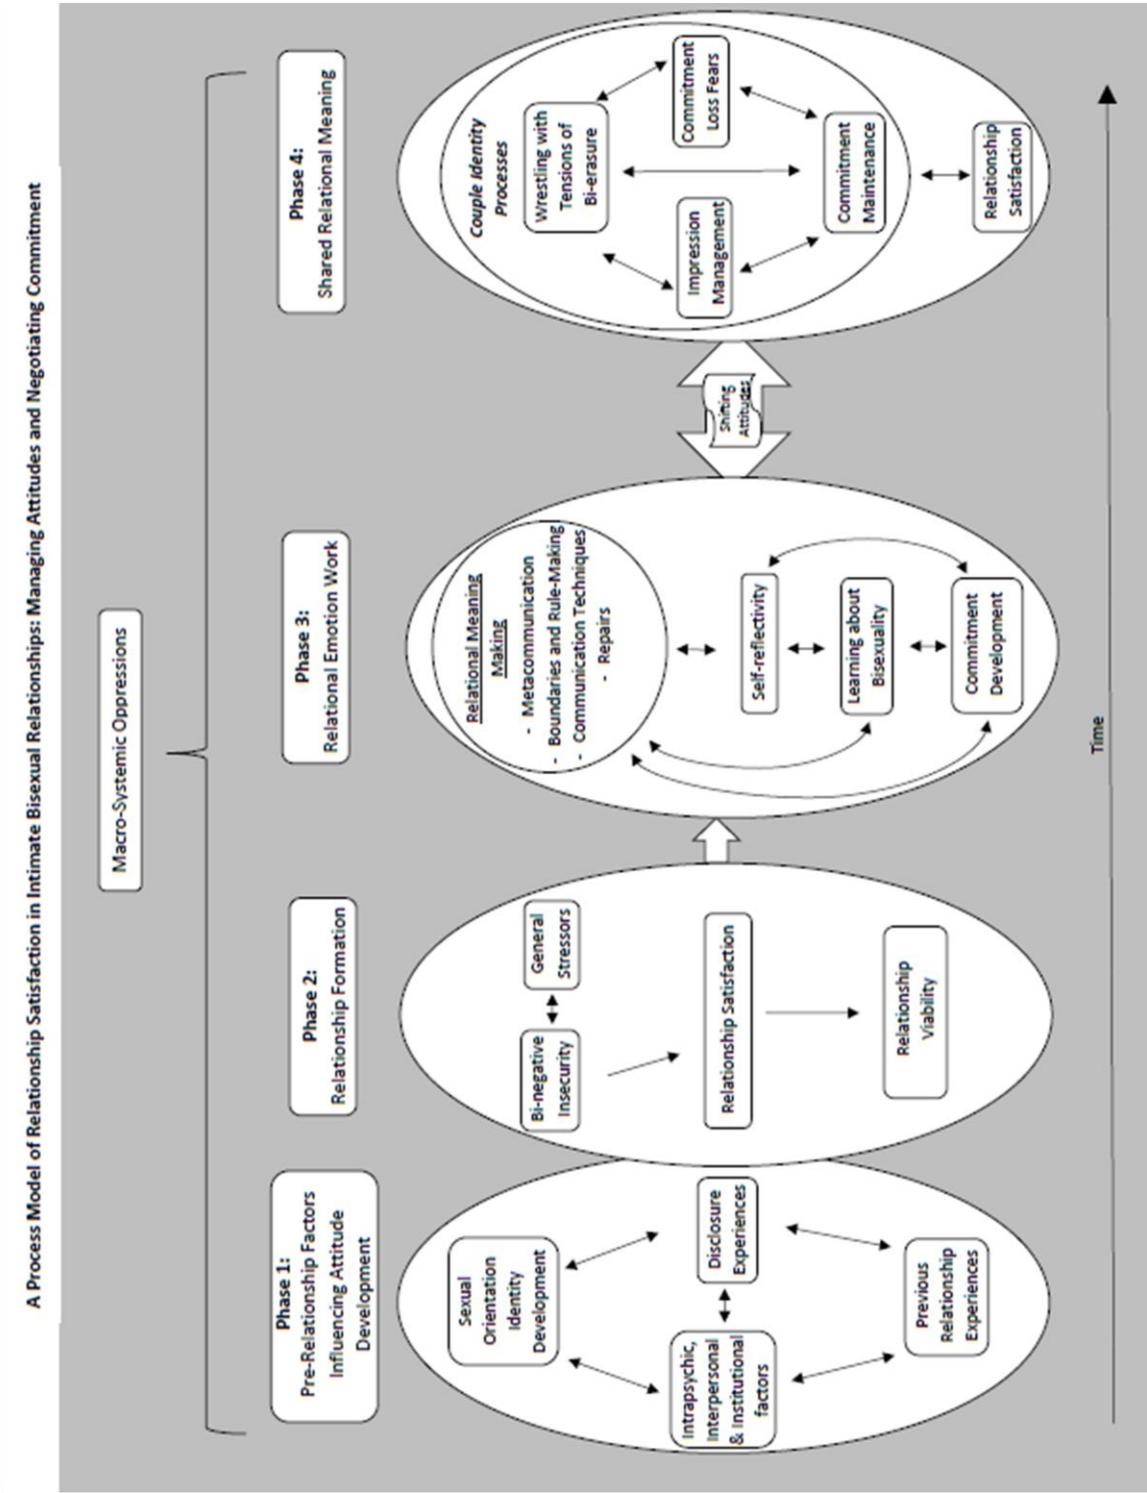 A Process Model of Relationship Satisfaction in Intimate Bisexual Relationships: Managing Attitudes and Negotiating Commitment
Macro-Systemic Oppressions
Phase 1:
Pre-Relationship Factors
Influencing Attitude
Development
Sexual
Orientation
Identity
Development
Intrapsychic,
Interpersonal
& Institutional
factors
Disclosure
Experiences
Previous
Relationship
Experiences
Phase 2:
Relationship Formation
Bi-negative
Insecurity
General
Stressors
Relationship Satisfaction
Relationship
Viability
Phase 3:
Relational Emotion Work
Relational Meaning
Making
- Metacommunication
- Boundaries and Rule-Making
- Communication Techniques
- Repairs
Self-reflectivity
Learning about
Bisexuality
Commitment
Development
Shifting
Attitudes
Phase 4:
Shared Relational Meaning
Couple Identity
Processes
Wrestling with
Tensions of
Bi-erasure
Impression
Management
Commitment
Loss Fears
Commitment
Maintenance
Relationship
Satisfaction
Time